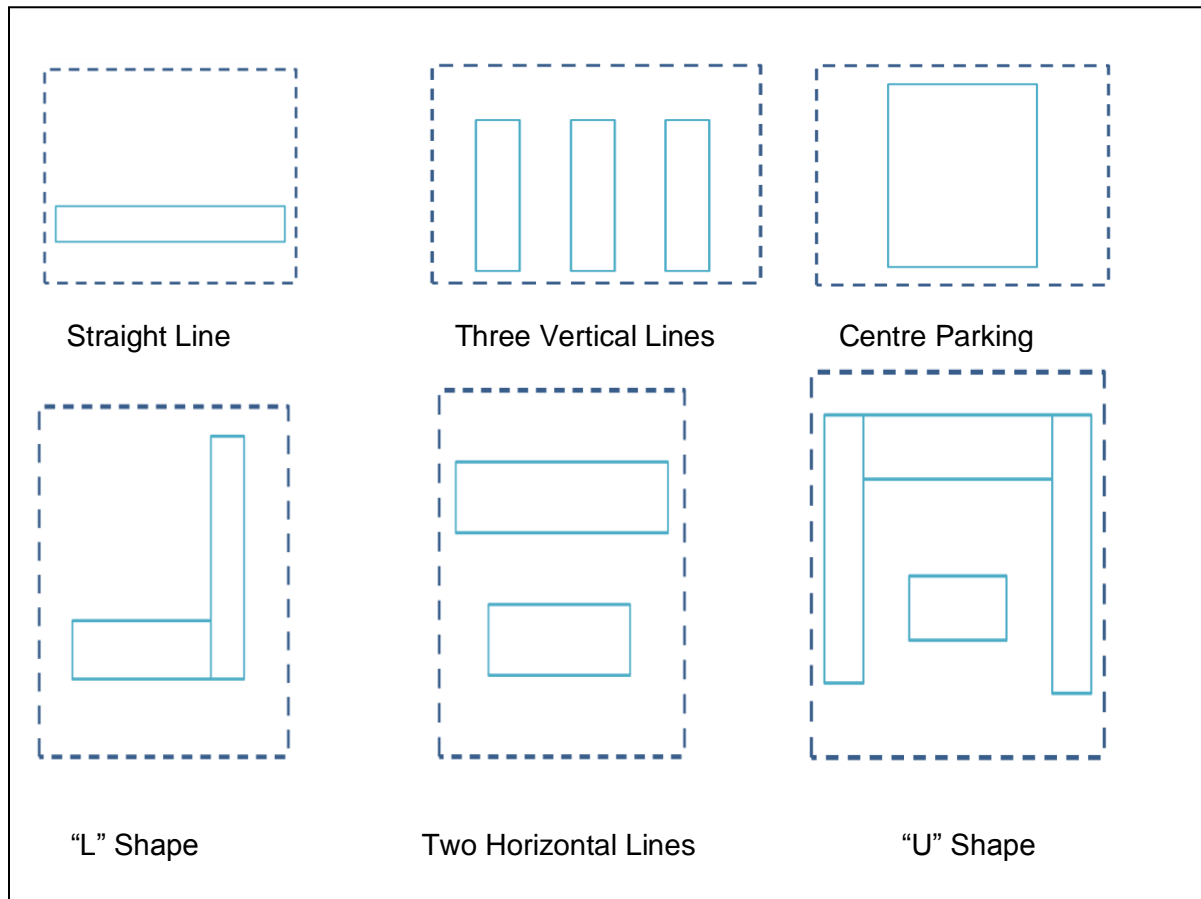 Straight Line
Three Vertical Lines
Centre Parking
“L” Shape
Two Horizontal Lines
“U” Shape